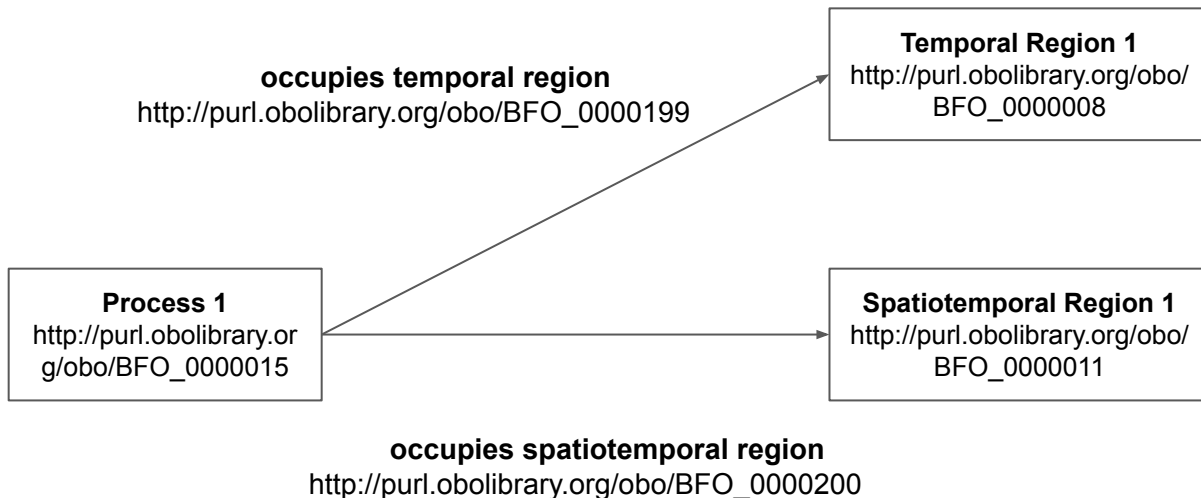 Temporal Region 1
http://purl.obolibrary.org/obo/
BFO_0000008
occupies temporal region
http://purl.obolibrary.org/obo/BFO_0000199
Process 1
http://purl.obolibrary.or
g/obo/BFO_0000015
Spatiotemporal Region 1
http://purl.obolibrary.org/obo/
BFO_0000011
occupies spatiotemporal region
http://purl.obolibrary.org/obo/BFO_0000200